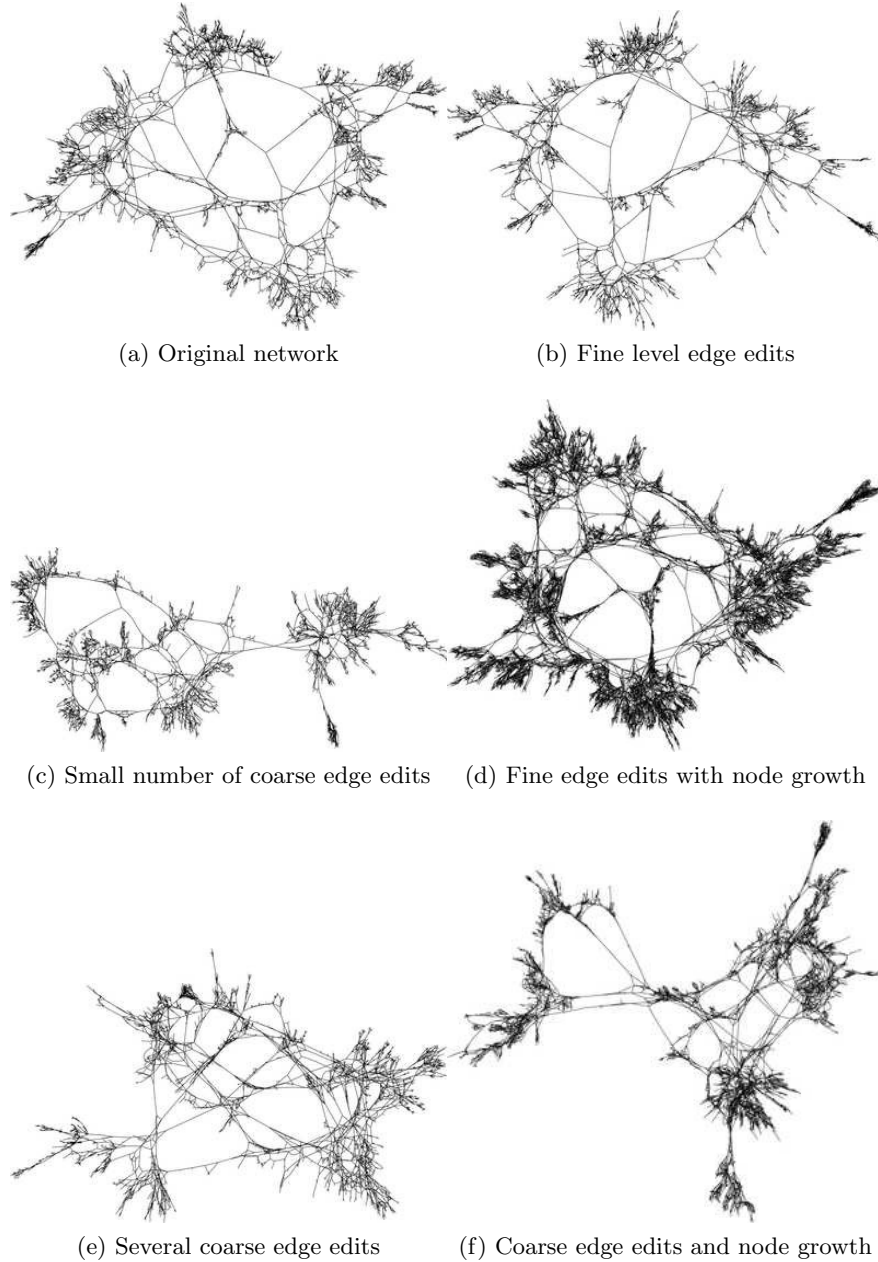 (a) Original network
(b) Fine level edge edits
(c) Small number of coarse edge edits
(d) Fine edge edits with node growth
(e) Several coarse edge edits
(f) Coarse edge edits and node growth